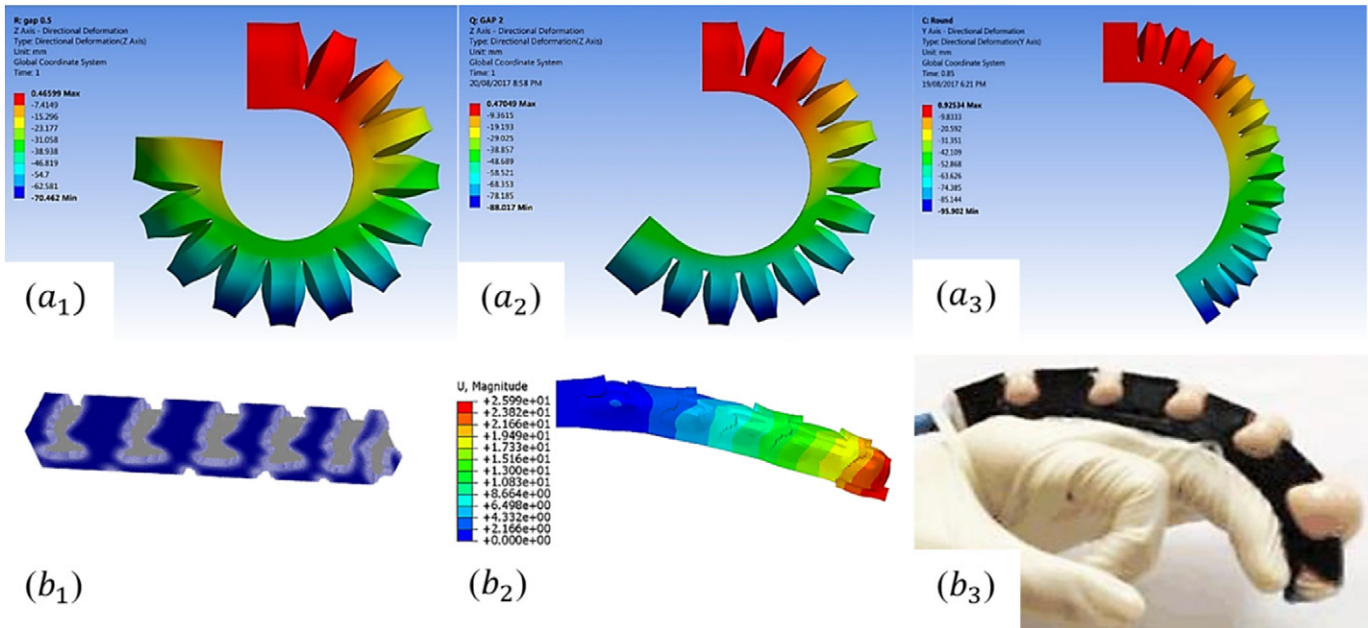 R: gap 0.5
Z Axis - Directional Deformation
Type: Directional Deformation(Z Axis)
Unit: mm
Global Coordinate System
Time: 1
0.46599 Max
-7.4149
-15.296
-23.177
-31.058
-38.938
-46.819
-54.7
-62.581
-70.462 Min
(a1)
Q: GAP 2
Z Axis - Directional Deformation
Type: Directional Deformation(Z Axis)
Unit: mm
Global Coordinate System
Time: 1
20/08/2017 8:58 PM
0.47049 Max
-9.3615
-19.193
-29.025
-38.857
-48.689
-58.521
-68.353
-78.185
-88.017 Min
(a2)
C: Round
Y Axis - Directional Deformation
Type: Directional Deformation(Y Axis)
Unit: mm
Global Coordinate System
Time: 0.85
19/08/2017 6:21 PM
0.92534 Max
-9.8333
-20.592
-31.351
-42.109
-52.868
-63.626
-74.385
-85.144
-95.902 Min
(a3)
(b1)
U, Magnitude
+2.599e+01
+2.382e+01
+2.166e+01
+1.949e+01
+1.733e+01
+1.516e+01
+1.300e+01
+1.083e+01
+8.664e+00
+6.498e+00
+4.332e+00
+2.166e+00
+0.000e+00
(b2)
(b3)